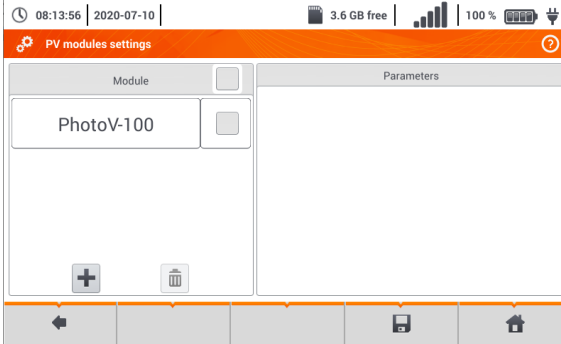 08:13:56 2020-07-10 3.6 GB free 100 %
PV modules settings ?
Module Parameters
PhotoV-100